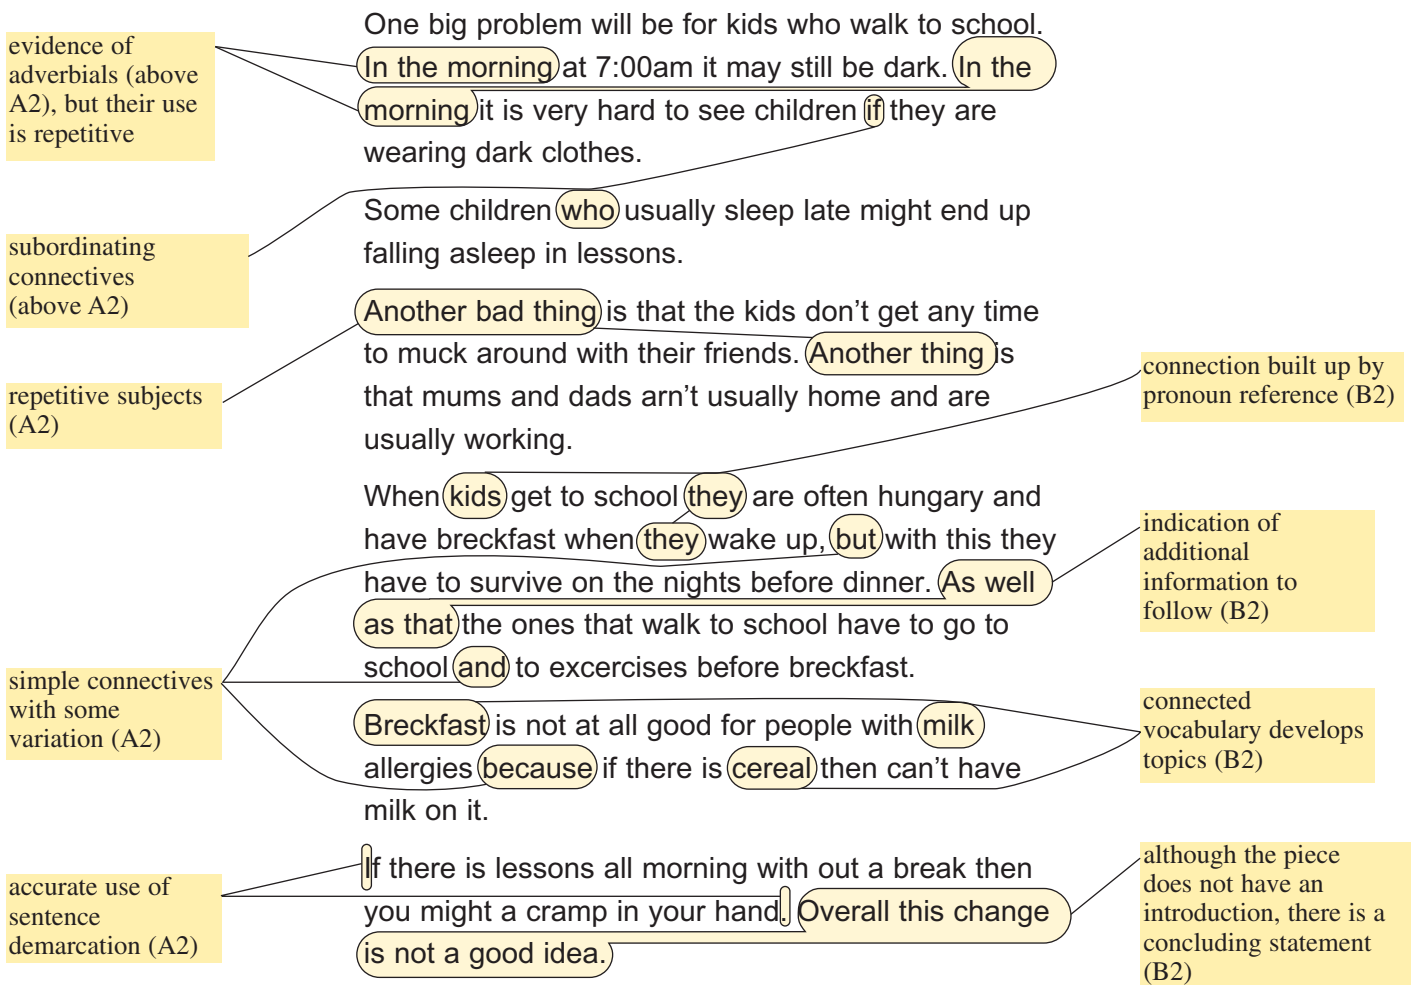 evidence of
adverbials (above
A2), but their use
is repetitive
subordinating
connectives
(above A2)
repetitive subjects
(A2)
simple connectives
with some
variation (A2)
accurate use of
sentence
demarcation (A2)
One big problem will be for kids who walk to school.
In the morning at 7:00am it may still be dark. In the
morning it is very hard to see children if they are
wearing dark clothes.
Some children who usually sleep late might end up
falling asleep in lessons.
Another bad thing is that the kids don't get any time
to muck around with their friends. Another thing is
that mums and dads arn't usually home and are
usually working.
When kids get to school they are often hungary and
have breckfast when they wake up, but with this they
have to survive on the nights before dinner. As well
as that the ones that walk to school have to go to
school and to excercises before breckfast.
Breckfast is not at all good for people with milk
allergies because if there is cereal then can't have
milk on it.
If there is lessons all morning with out a break then
you might a cramp in your hand. Overall this change
is not a good idea.
connection built up by
pronoun reference (B2)
indication of
additional
information to
follow (B2)
connected
vocabulary develops
topics (B2)
although the piece
does not have an
introduction, there is a
concluding statement
(B2)